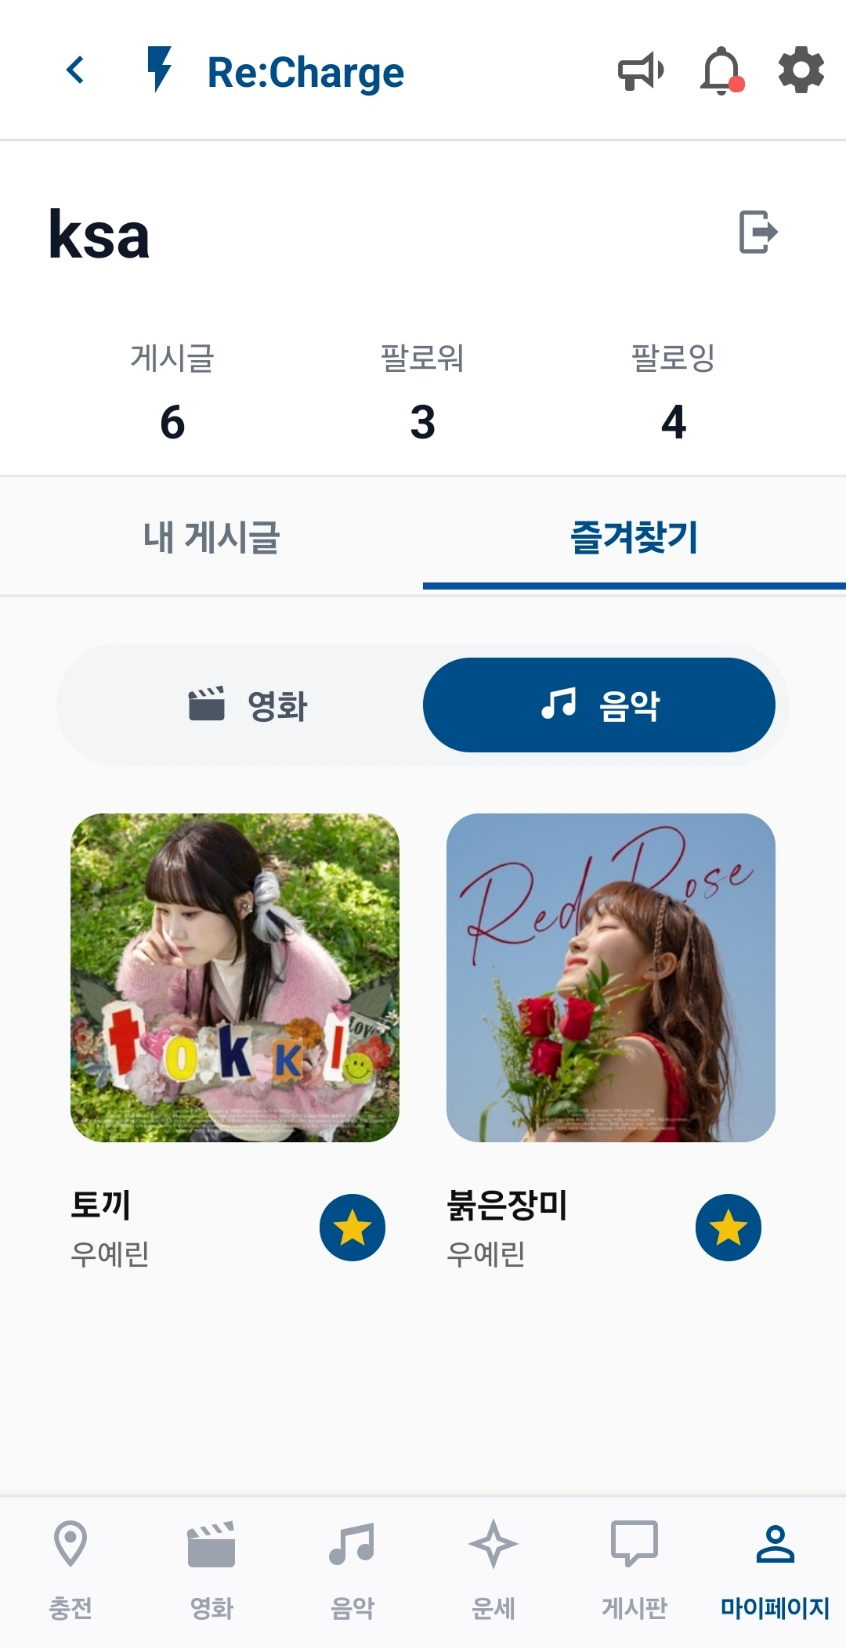 Re:Charge
ksa
게시글 팔로워 팔로잉
6 3 4
내 게시글 즐겨찾기
영화 음악
tokki
LOVE
Red Rose
토끼
우예린
붉은장미
우예린
충전 영화 음악 운세 게시판 마이페이지